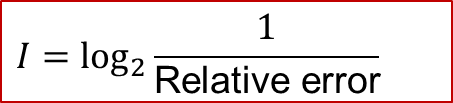 I = log₂ 1/Relative error